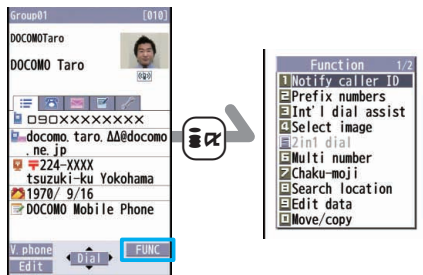 Group01 [010]
DOCOMOTaro
DOCOMO Taro
090XXXXXXXX
docomo.taro.ΔΔ@docomo
.ne.jp
〒224-XXXX
tsuzuki-ku Yokohama
1970/ 9/16
DOCOMO Mobile Phone
V.phone Dial FUNC
Edit
iα
Function 1/2
1 Notify caller ID
2 Prefix numbers
3 Int'l dial assist
4 Select image
5 2in1 dial
6 Multi number
7 Chaku-moji
8 Search location
9 Edit data
0 Move/copy